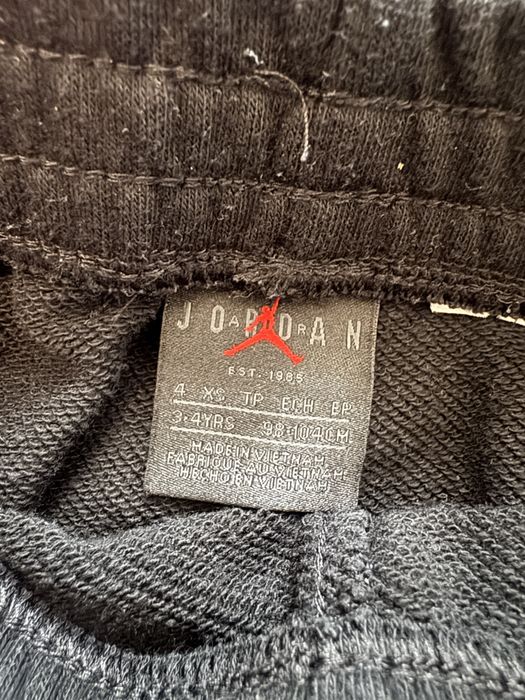 JORDAN
AIR
EST. 1985
4 XS TP ECH EP
3-4YRS 98-104CM
MADE IN VIETNAM
FABRIQUE AU VIETNAM
HECHO EN VIETNAM